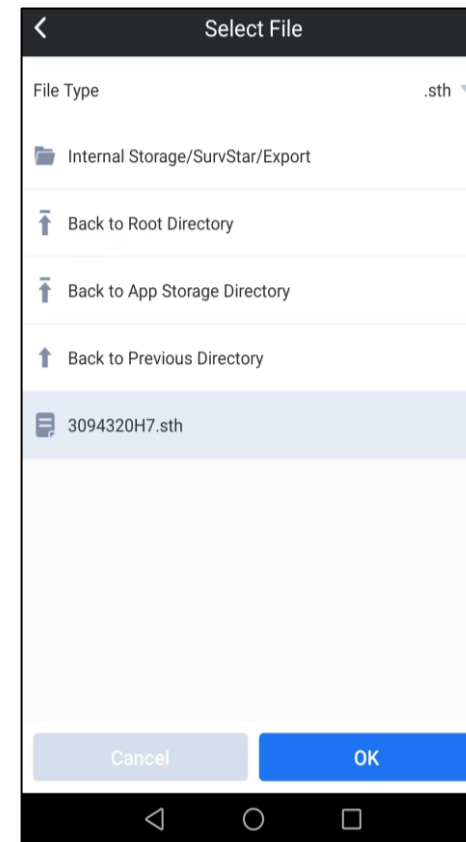 Select File
File Type .sth
Internal Storage/SurvStar/Export
Back to Root Directory
Back to App Storage Directory
Back to Previous Directory
3094320H7.sth
Cancel OK